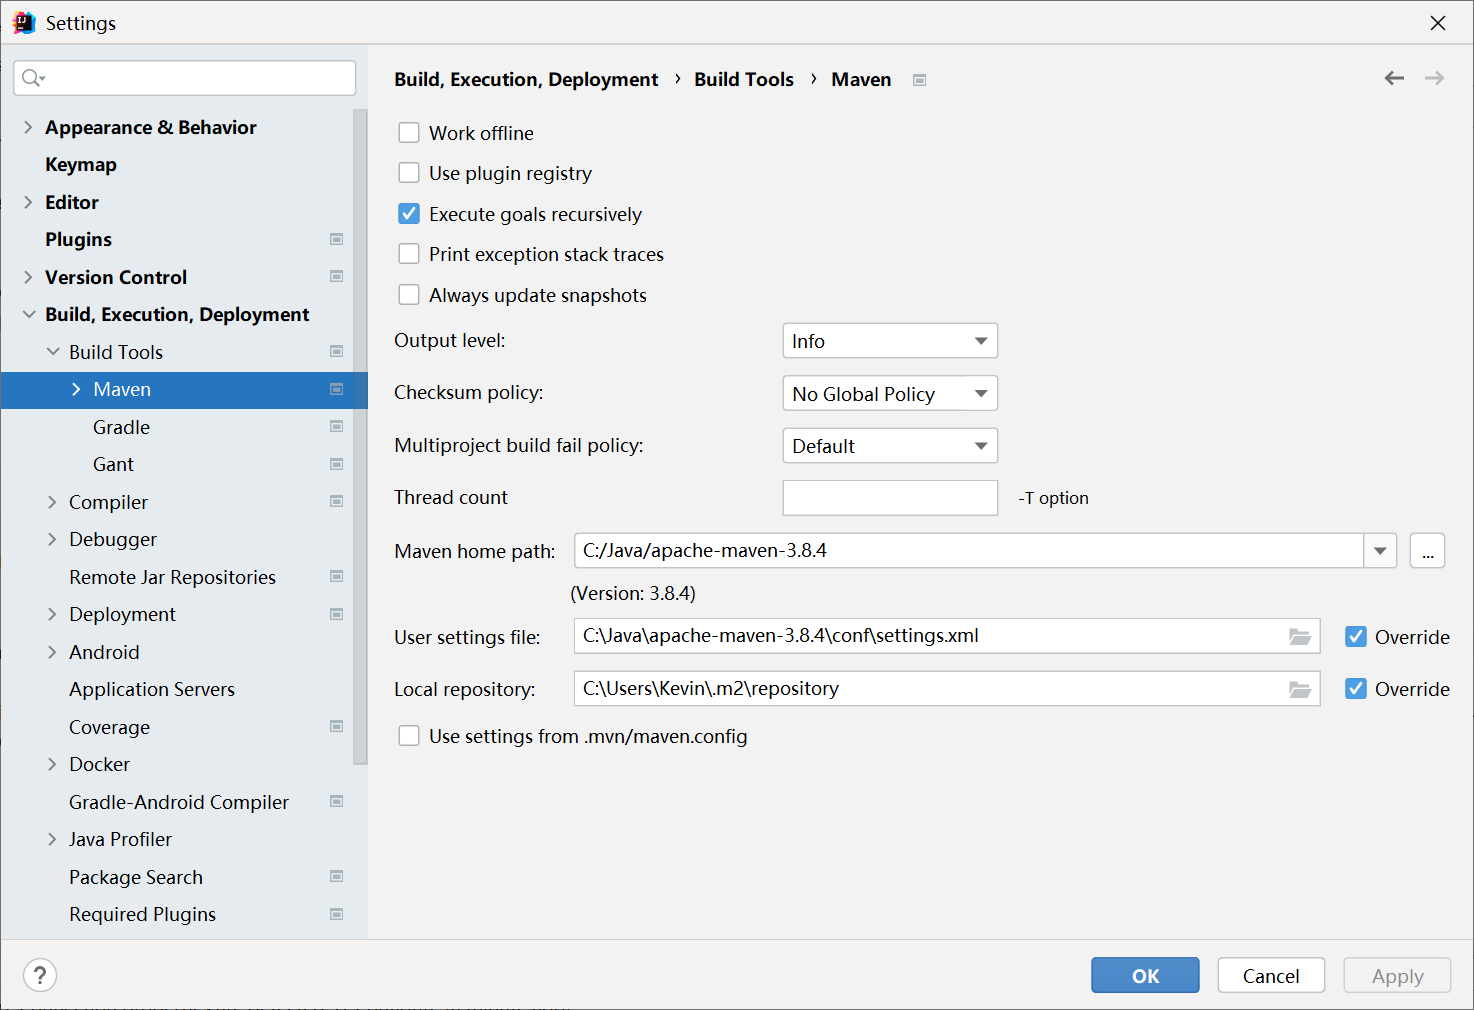 Settings
Build, Execution, Deployment › Build Tools › Maven
Appearance & Behavior
Keymap
Editor
Plugins
Version Control
Build, Execution, Deployment
Build Tools
Maven
Gradle
Gant
Compiler
Debugger
Remote Jar Repositories
Deployment
Android
Application Servers
Coverage
Docker
Gradle-Android Compiler
Java Profiler
Package Search
Required Plugins
Work offline
Use plugin registry
Execute goals recursively
Print exception stack traces
Always update snapshots
Output level: Info
Checksum policy: No Global Policy
Multiproject build fail policy: Default
Thread count -T option
Maven home path: C:/Java/apache-maven-3.8.4 ...
(Version: 3.8.4)
User settings file: C:\Java\apache-maven-3.8.4\conf\settings.xml Override
Local repository: C:\Users\Kevin\.m2\repository Override
Use settings from .mvn/maven.config
? OK Cancel Apply